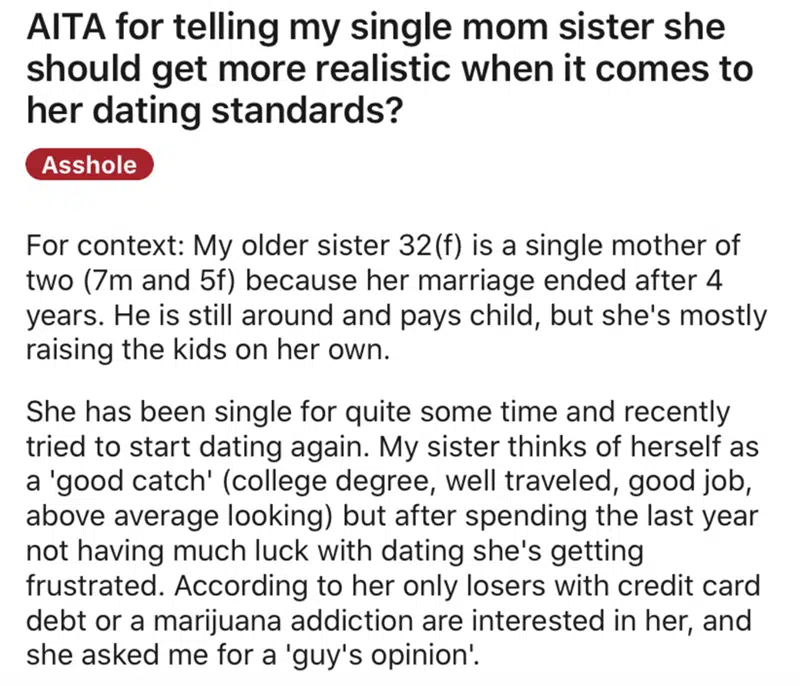 AITA for telling my single mom sister she
should get more realistic when it comes to
her dating standards?
Asshole
For context: My older sister 32(f) is a single mother of
two (7m and 5f) because her marriage ended after 4
years. He is still around and pays child, but she's mostly
raising the kids on her own.
She has been single for quite some time and recently
tried to start dating again. My sister thinks of herself as
a 'good catch' (college degree, well traveled, good job,
above average looking) but after spending the last year
not having much luck with dating she's getting
frustrated. According to her only losers with credit card
debt or a marijuana addiction are interested in her, and
she asked me for a 'guy's opinion'.